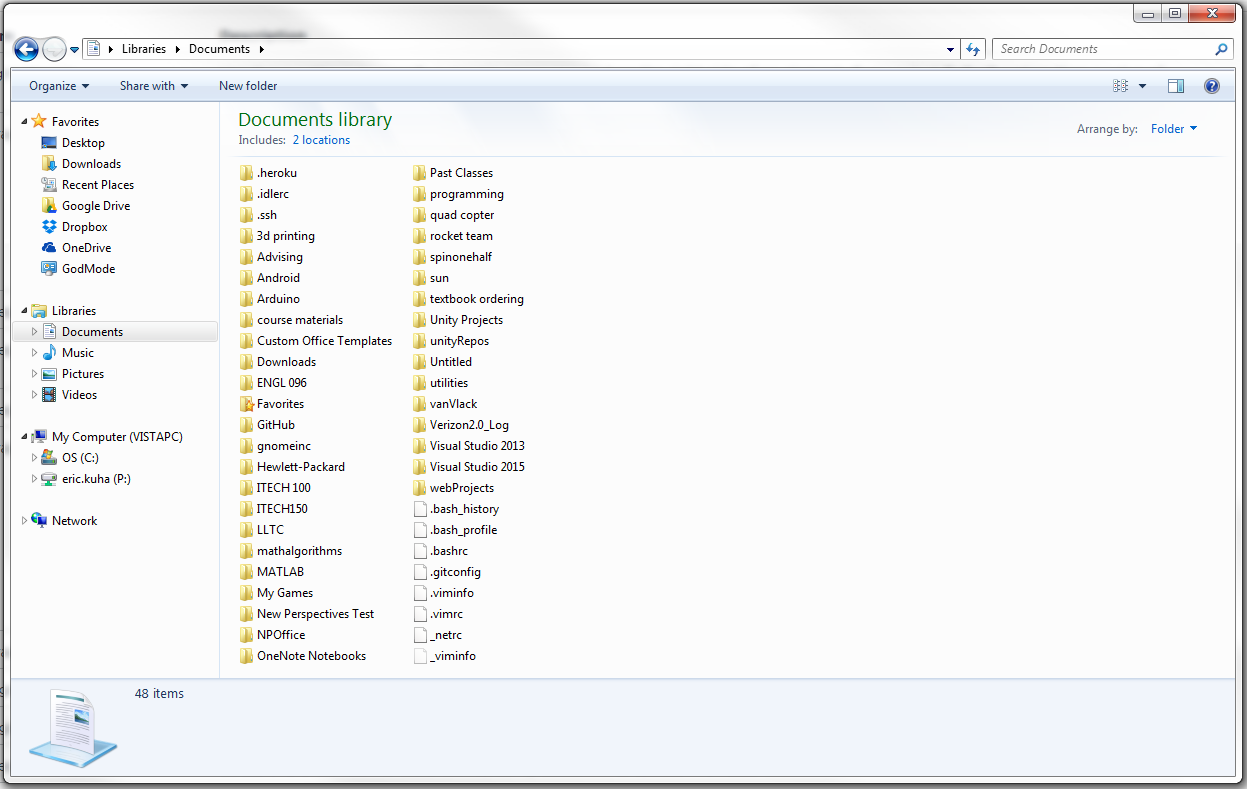 Libraries Documents
Search Documents
Organize Share with New folder
Favorites
Desktop
Downloads
Recent Places
Google Drive
Dropbox
OneDrive
GodMode
Libraries
Documents
Music
Pictures
Videos
My Computer (VISTAPC)
OS (C:)
eric.kuha (P:)
Network
Documents library
Includes: 2 locations
Arrange by: Folder
.heroku
.idlerc
.ssh
3d printing
Advising
Android
Arduino
course materials
Custom Office Templates
Downloads
ENGL 096
Favorites
GitHub
gnomeinc
Hewlett-Packard
ITECH 100
ITECH150
LLTC
mathalgorithms
MATLAB
My Games
New Perspectives Test
NPOffice
OneNote Notebooks
Past Classes
programming
quad copter
rocket team
spinonehalf
sun
textbook ordering
Unity Projects
unityRepos
Untitled
utilities
vanVlack
Verizon2.0_Log
Visual Studio 2013
Visual Studio 2015
webProjects
.bash_history
.bash_profile
.bashrc
.gitconfig
.viminfo
.vimrc
_netrc
_viminfo
48 items